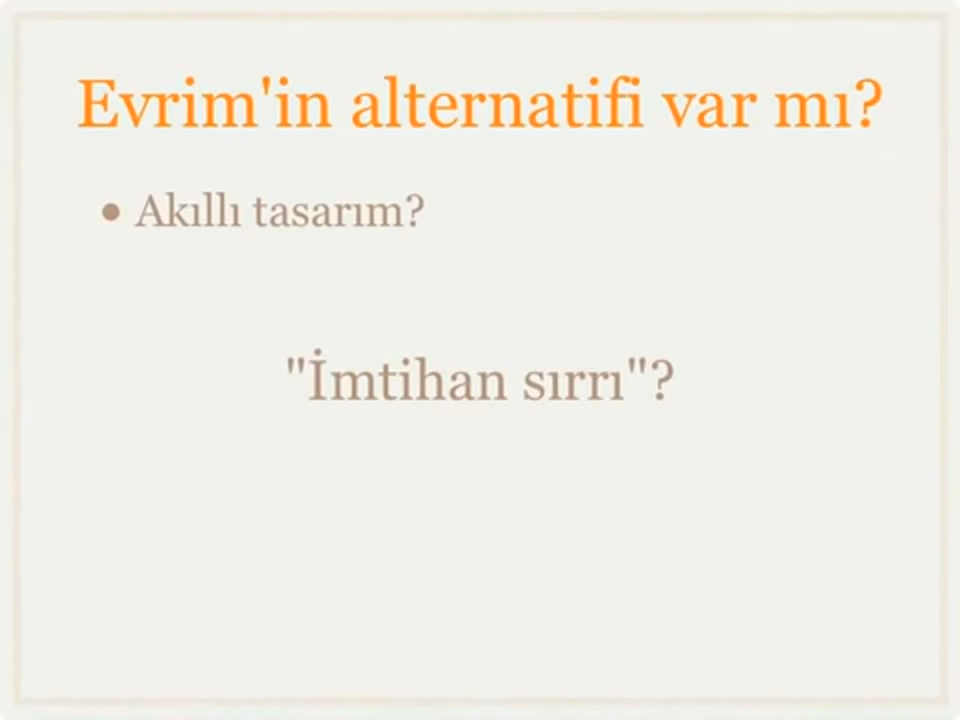 Evrim'in alternatifi var mı?
• Akıllı tasarım?
"İmtihan sırrı"?